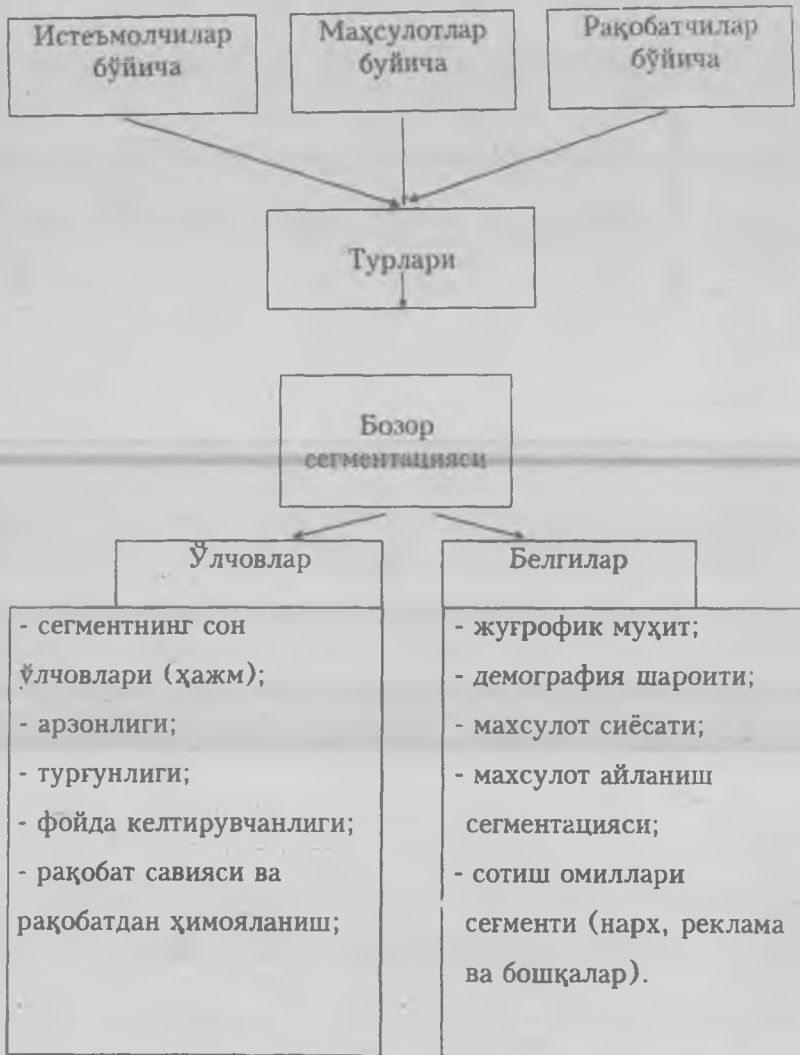 Истеъмолчилар
бўйича
Маҳсулотлар
буйича
Рақобатчилар
бўйича
Турлари
Бозор
сегментацияси
Ўлчовлар
- сегментнинг сон
ўлчовлари (ҳажм);
- арзонлиги;
- турғунлиги;
- фойда келтирувчанлиги;
- рақобат савияси ва
рақобатдан ҳимояланиш;
Белгилар
- жуғрофик муҳит;
- демография шароити;
- махсулот сиёсати;
- махсулот айланиш
сегментацияси;
- сотиш омиллари
сегменти (нарх, реклама
ва бошқалар).